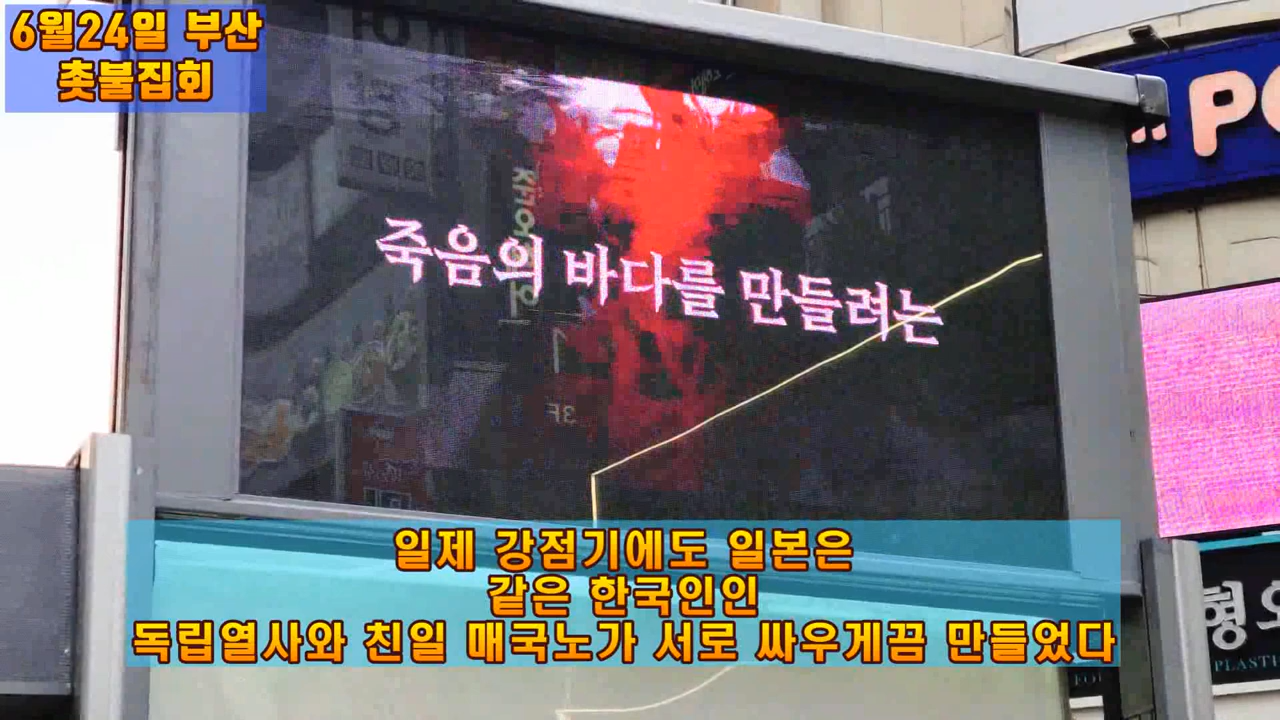 6월24일 부산
촛불집회
죽음의 바다를 만들려는
일제 강점기에도 일본은
같은 한국인인
독립열사와 친일 매국노가 서로 싸우게끔 만들었다
3F
형
PLASTI